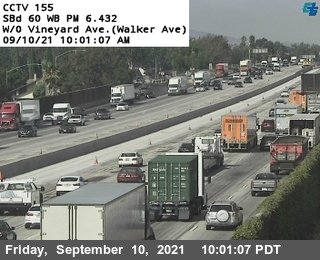 CCTV 155
SBd 60 WB PM 6.432
W/O Vineyard Ave.(Walker Ave)
09/10/21 10:01:07 AM
Friday, September 10, 2021 10:01:07 PDT